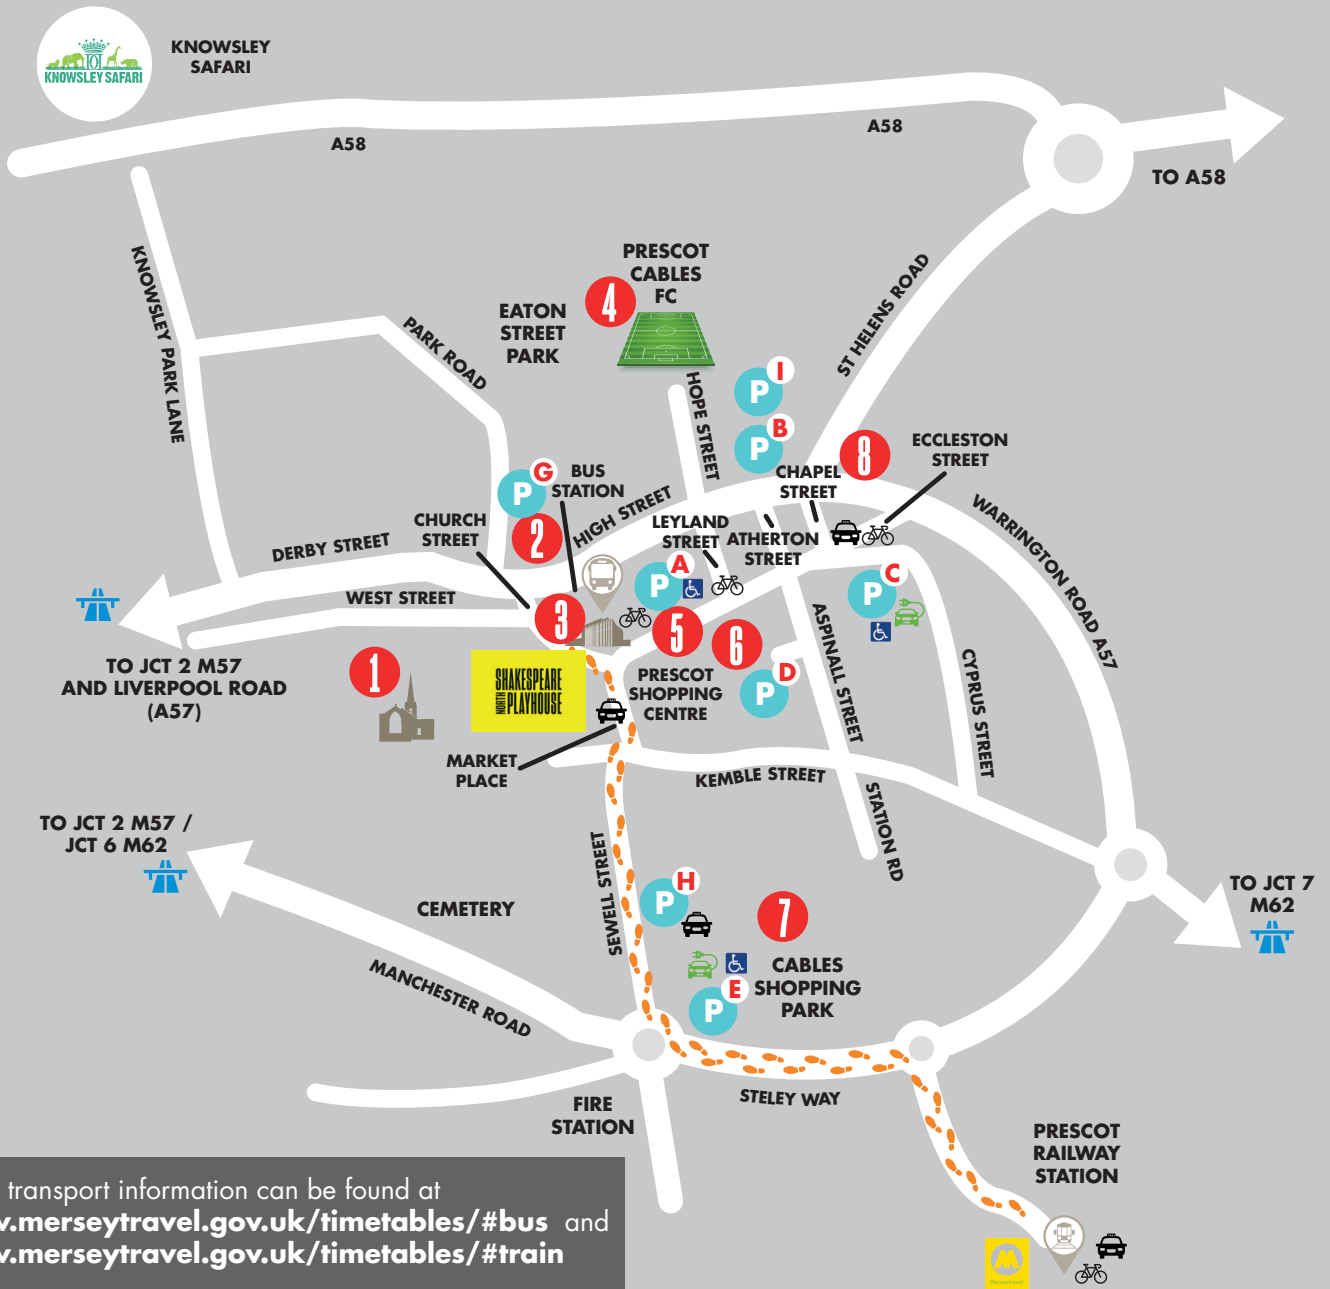 KNOWSLEY SAFARI
KNOWSLEY
SAFARI
A58
A58
TO A58
KNOWSLEY PARK LANE
PARK ROAD
EATON
STREET
PARK
4
PRESCOT
CABLES
FC
HOPE STREET
ST HELENS ROAD
P I
P B
8
CHAPEL
STREET
ECCLESTON
STREET
WARRINGTON ROAD A57
P G
BUS
STATION
2
HIGH STREET
CHURCH
STREET
LEYLAND
STREET
ATHERTON
STREET
DERBY STREET
WEST STREET
P A
P C
3
5
6
ASPINALL STREET
CYPRUS STREET
TO JCT 2 M57
AND LIVERPOOL ROAD
(A57)
1
SHAKESPEARE
NORTH PLAYHOUSE
PRESCOT
SHOPPING
CENTRE
P D
MARKET
PLACE
KEMBLE STREET
STATION RD
TO JCT 2 M57 /
JCT 6 M62
SEWELL STREET
P H
7
CEMETERY
TO JCT 7
M62
MANCHESTER ROAD
P E
CABLES
SHOPPING
PARK
STELEY WAY
FIRE
STATION
PRESCOT
RAILWAY
STATION
transport information can be found at
v.merseytravel.gov.uk/timetables/#bus and
v.merseytravel.gov.uk/timetables/#train
M
Merseytravel